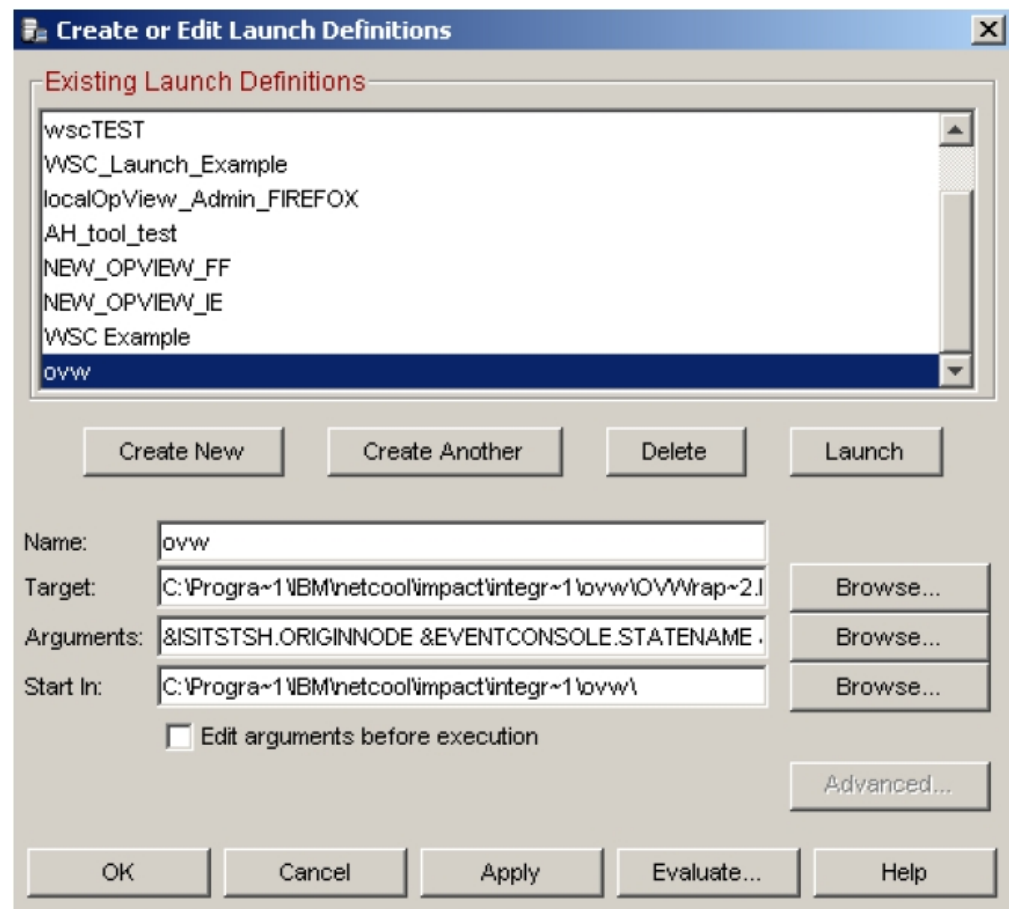 Create or Edit Launch Definitions
Existing Launch Definitions
wscTEST
WSC_Launch_Example
localOpView_Admin_FIREFOX
AH_tool_test
NEW_OPVIEW_FF
NEW_OPVIEW_IE
WSC Example
ovw
Create New Create Another Delete Launch
Name: ovw
Target: C:\Progra~1\IBM\netcool\impact\integr~1\ovw\OVWrap~2. Browse...
Arguments: &ISITSTSH.ORIGINNODE &EVENTCONSOLE.STATENAME Browse...
Start In: C:\Progra~1\IBM\netcool\impact\integr~1\ovw\ Browse...
Edit arguments before execution
Advanced...
OK Cancel Apply Evaluate... Help